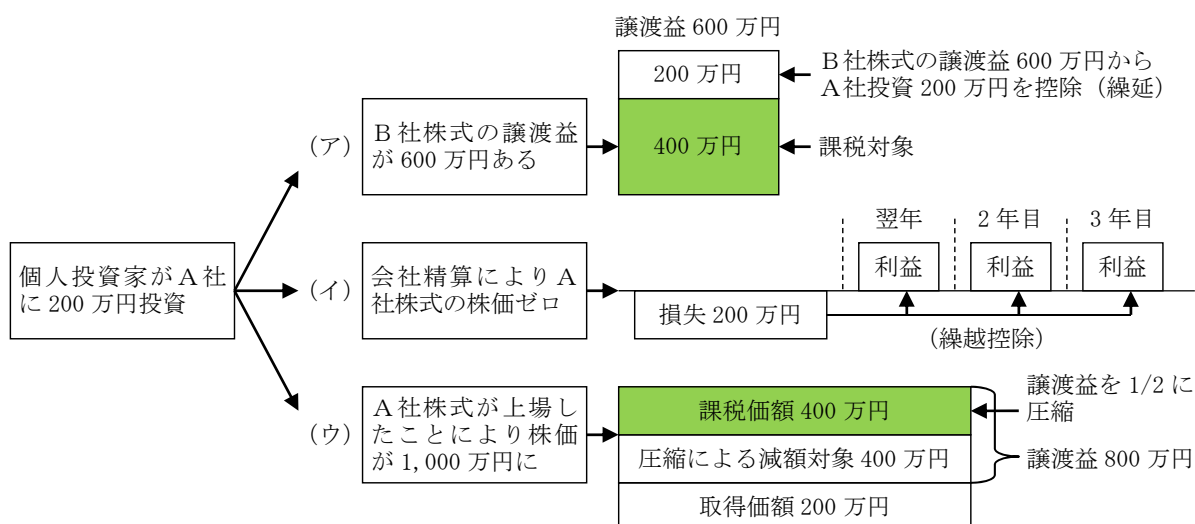 譲渡益 600 万円
200 万円
B社株式の譲渡益 600 万円から
A社投資 200 万円を控除（繰延）
（ア）
B社株式の譲渡益
が 600 万円ある
400 万円
課税対象
個人投資家がA社
に 200 万円投資
（イ）
会社精算によりA
社株式の株価ゼロ
損失 200 万円
翌年
2 年目
3 年目
利益
利益
利益
（繰越控除）
（ウ）
A社株式が上場し
たことにより株価
が 1,000 万円に
課税価額 400 万円
圧縮による減額対象 400 万円
取得価額 200 万円
譲渡益を 1/2 に
圧縮
譲渡益 800 万円